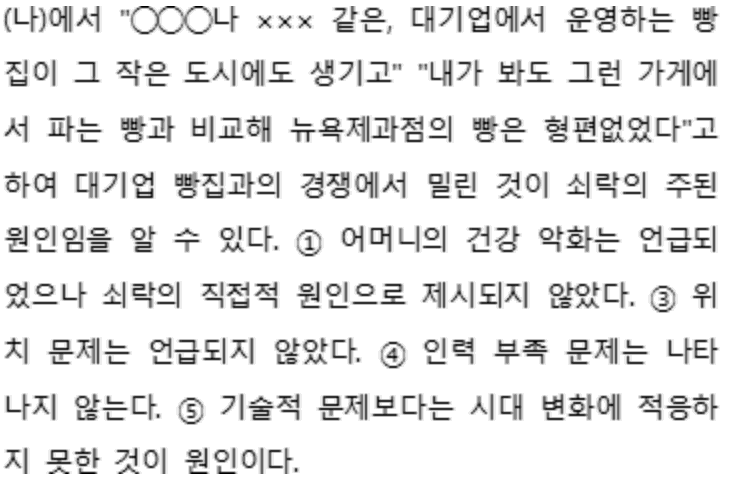 (나)에서 "○○○나 ××× 같은, 대기업에서 운영하는 빵
집이 그 작은 도시에도 생기고" "내가 봐도 그런 가게에
서 파는 빵과 비교해 뉴욕제과점의 빵은 형편없었다"고
하여 대기업 빵집과의 경쟁에서 밀린 것이 쇠락의 주된
원인임을 알 수 있다. ① 어머니의 건강 악화는 언급되
었으나 쇠락의 직접적 원인으로 제시되지 않았다. ③ 위
치 문제는 언급되지 않았다. ④ 인력 부족 문제는 나타
나지 않는다. ⑤ 기술적 문제보다는 시대 변화에 적응하
지 못한 것이 원인이다.